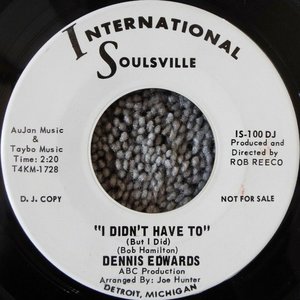 INTERNATIONAL
SOULSVILLE
AuJan Music &
Taybo Music
Time: 2:20
T4KM-1728
IS-100 DJ
Produced and
Directed by
ROB REECO
D. J. COPY
NOT FOR SALE
"I DIDN'T HAVE TO"
(But I Did)
(Bob Hamilton)
DENNIS EDWARDS
ABC Production
Arranged By: Joe Hunter
DETROIT, MICHIGAN